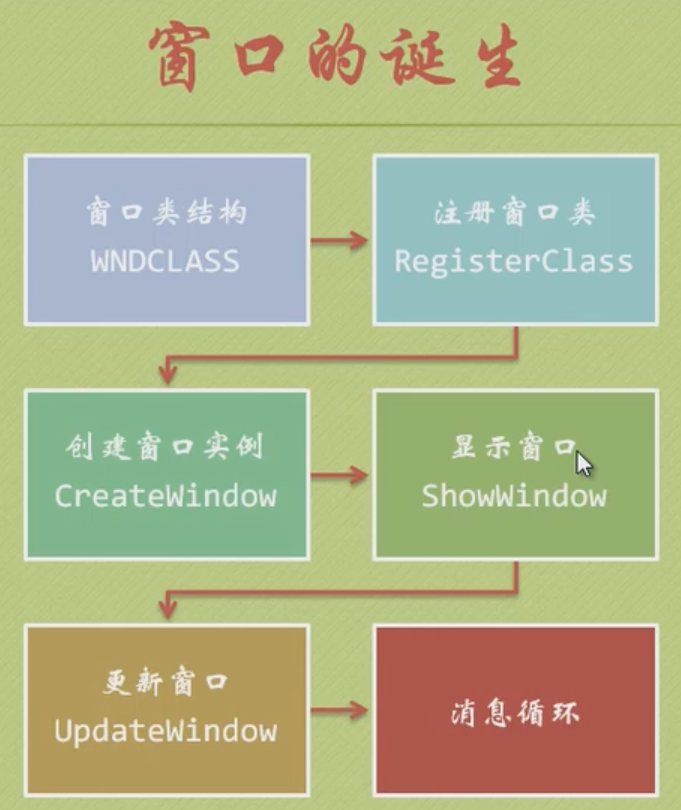 窗口的诞生
窗口类结构
WNDCLASS
注册窗口类
RegisterClass
创建窗口实例
CreateWindow
显示窗口
ShowWindow
更新窗口
UpdateWindow
消息循环